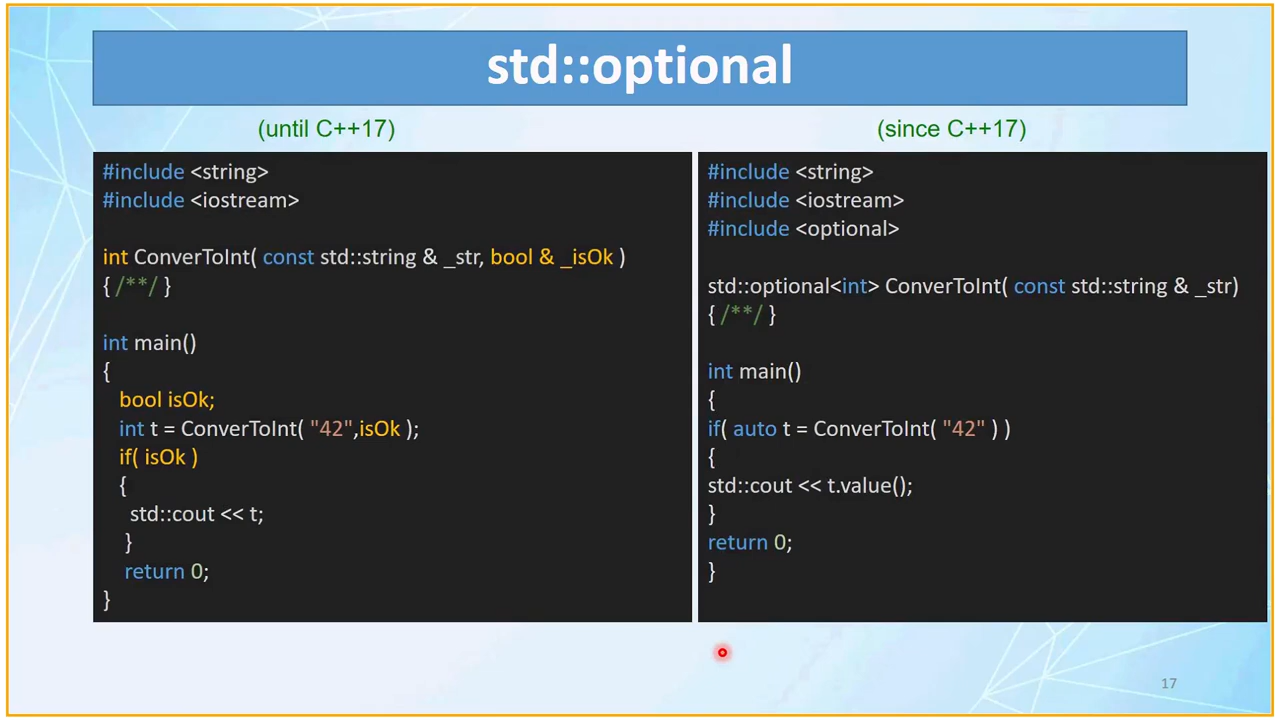 std::optional
(until C++17)
#include <string>
#include <iostream>
int ConverToInt( const std::string & _str, bool & _isOk )
{ /**/ }
int main()
{
bool isOk;
int t = ConverToInt( "42",isOk );
if( isOk )
{
std::cout << t;
}
return 0;
}
(since C++17)
#include <string>
#include <iostream>
#include <optional>
std::optional<int> ConverToInt( const std::string & _str)
{ /**/ }
int main()
{
if( auto t = ConverToInt( "42" ) )
{
std::cout << t.value();
}
return 0;
}
17